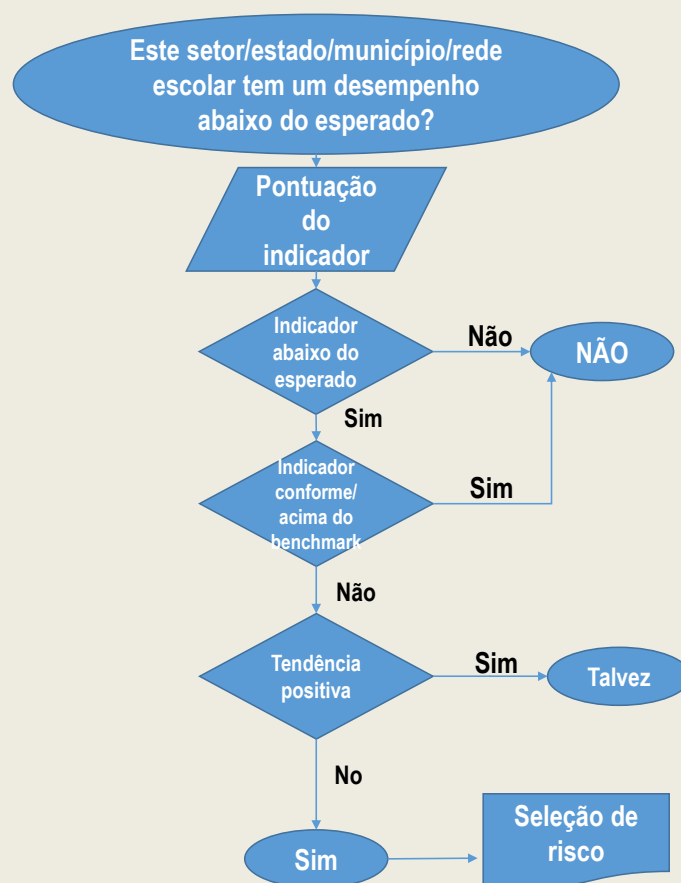 Este setor/estado/município/rede
escolar tem um desempenho
abaixo do esperado?
Pontuação
do
indicador
Indicador
abaixo do
esperado
Não
NÃO
Sim
Indicador
conforme/
acima do
benchmark
Sim
Não
Tendência
positiva
Sim
Talvez
No
Sim
Seleção de
risco